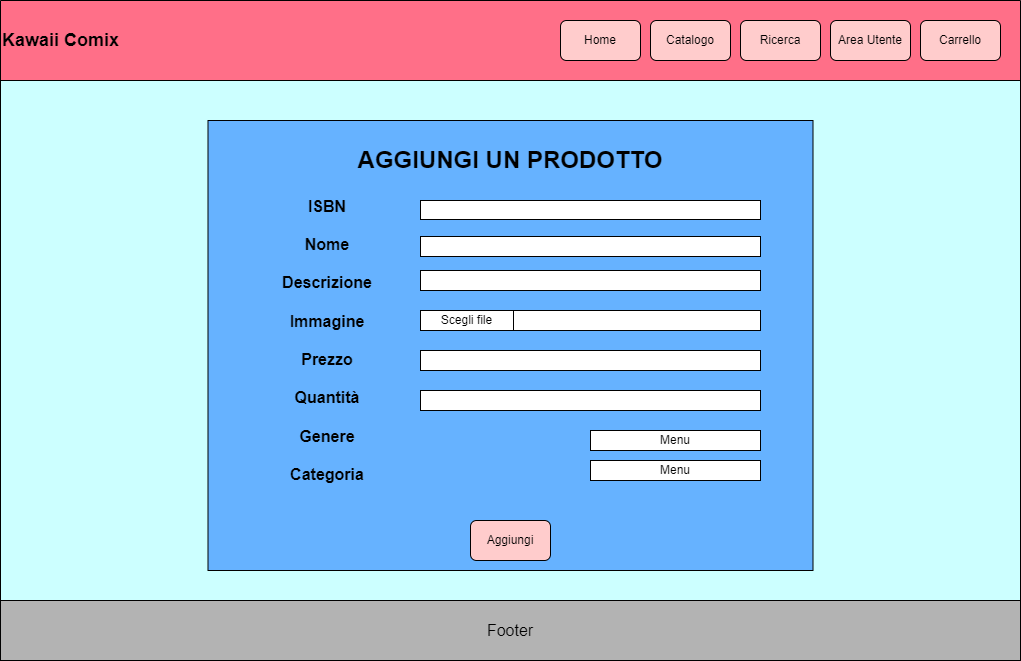 Kawaii Comix
Home
Catalogo
Ricerca
Area Utente
Carrello
AGGIUNGI UN PRODOTTO
ISBN
Nome
Descrizione
Immagine
Scegli file
Prezzo
Quantità
Genere
Menu
Categoria
Menu
Aggiungi
Footer